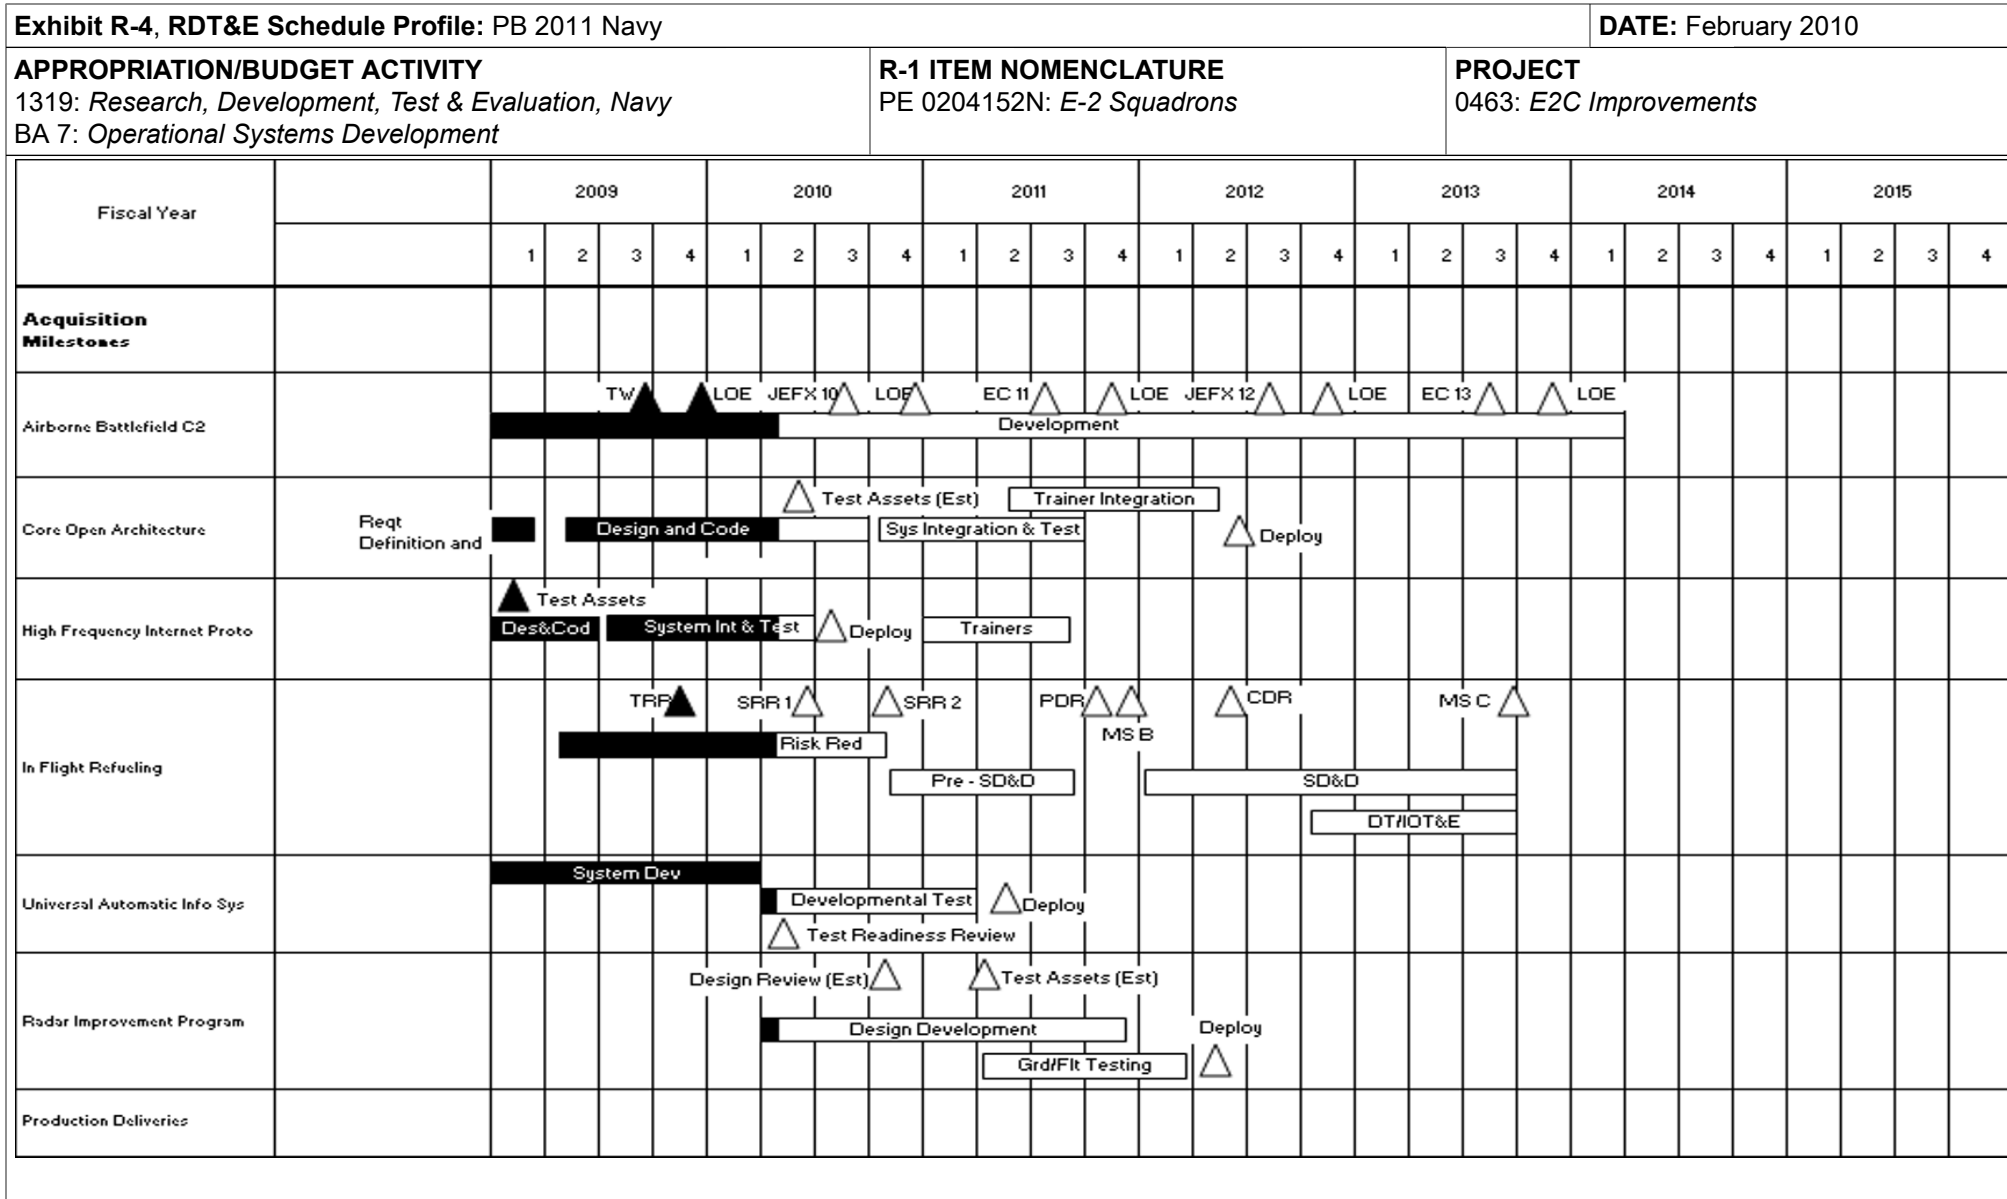 Exhibit R-4, RDT&E Schedule Profile: PB 2011 Navy
DATE: February 2010
APPROPRIATION/BUDGET ACTIVITY
1319: Research, Development, Test & Evaluation, Navy
BA 7: Operational Systems Development
R-1 ITEM NOMENCLATURE
PE 0204152N: E-2 Squadrons
PROJECT
0463: E2C Improvements
Fiscal Year
2009 2010 2011 2012 2013 2014 2015
1 2 3 4 1 2 3 4 1 2 3 4 1 2 3 4 1 2 3 4 1 2 3 4 1 2 3 4
Acquisition
Milestones
TW LOE JEFX 10 LOE EC 11 LOE JEFX 12 LOE EC 13 LOE
Airborne Battlefield C2
Development
Test Assets (Est) Trainer Integration
Core Open Architecture
Reqt
Definition and
Design and Code Sys Integration & Test Deploy
Test Assets
High Frequency Internet Proto
Des&Cod System Int & Test Deploy Trainers
TRR SRR 1 SRR 2 PDR CDR MS C
MS B
Risk Red
In Flight Refueling
Pre - SD&D SD&D
DT/IOT&E
System Dev
Universal Automatic Info Sys
Developmental Test Deploy
Test Readiness Review
Design Review (Est) Test Assets (Est)
Radar Improvement Program
Design Development Deploy
Grd/Flt Testing
Production Deliveries